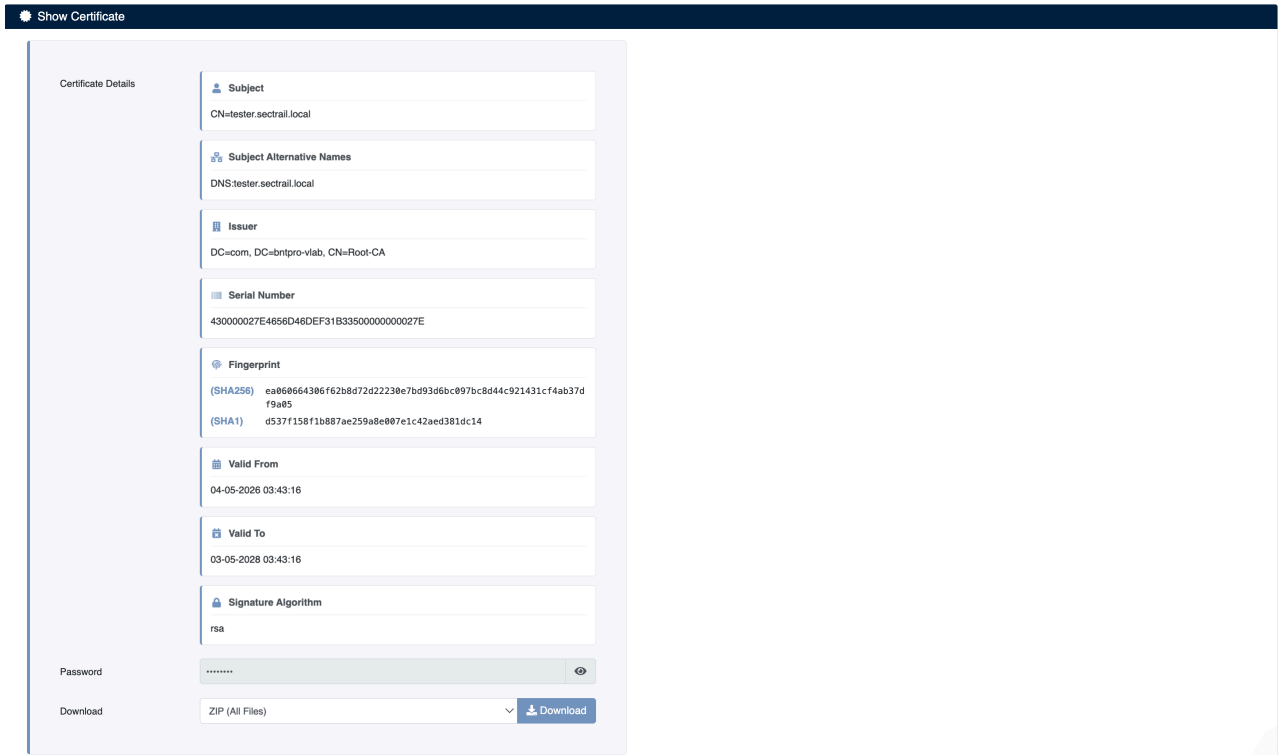 Show Certificate
Certificate Details
Subject
CN=tester.sectrail.local
Subject Alternative Names
DNS:tester.sectrail.local
Issuer
DC=com, DC=bntpro-vlab, CN=Root-CA
Serial Number
430000027E4656D46DEF31B33500000000027E
Fingerprint
(SHA256) ea060664306f62b8d72d22230e7bd93d6bc097bc8d44c921431cf4ab37d
f9a05
(SHA1) d537f158f1b887ae259a8e007e1c42aed381dc14
Valid From
04-05-2026 03:43:16
Valid To
03-05-2028 03:43:16
Signature Algorithm
rsa
Password ••••••••
Download ZIP (All Files) Download